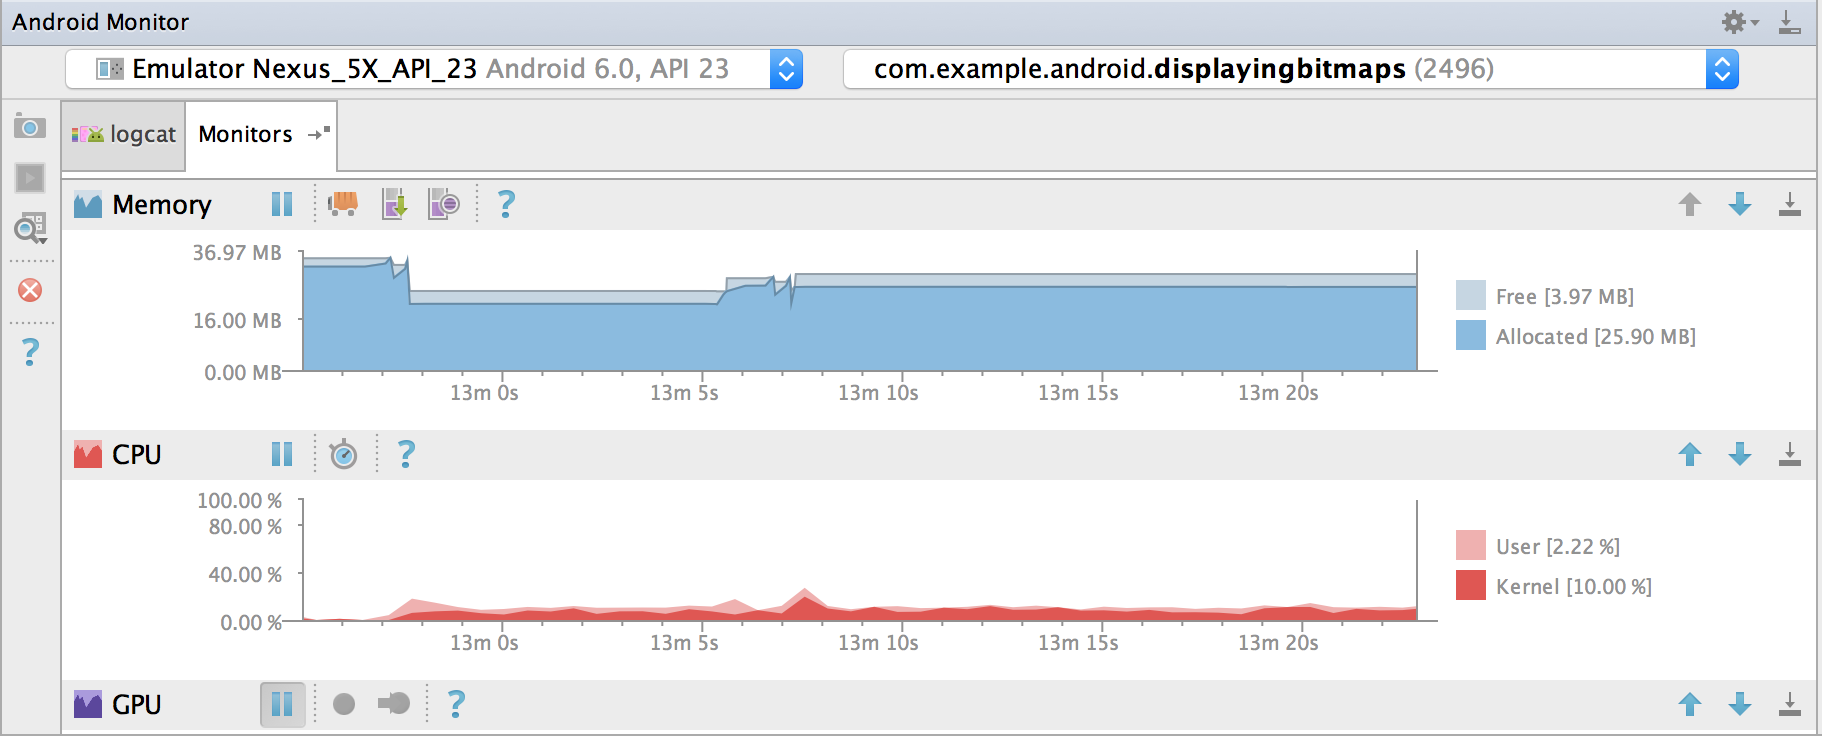 Android Monitor
Emulator Nexus_5X_API_23 Android 6.0, API 23
com.example.android.displayingbitmaps (2496)
logcat
Monitors
Memory
?
36.97 MB
16.00 MB
0.00 MB
13m 0s
13m 5s
13m 10s
13m 15s
13m 20s
Free [3.97 MB]
Allocated [25.90 MB]
?
CPU
?
100.00 %
80.00 %
40.00 %
0.00 %
13m 0s
13m 5s
13m 10s
13m 15s
13m 20s
User [2.22 %]
Kernel [10.00 %]
GPU
?